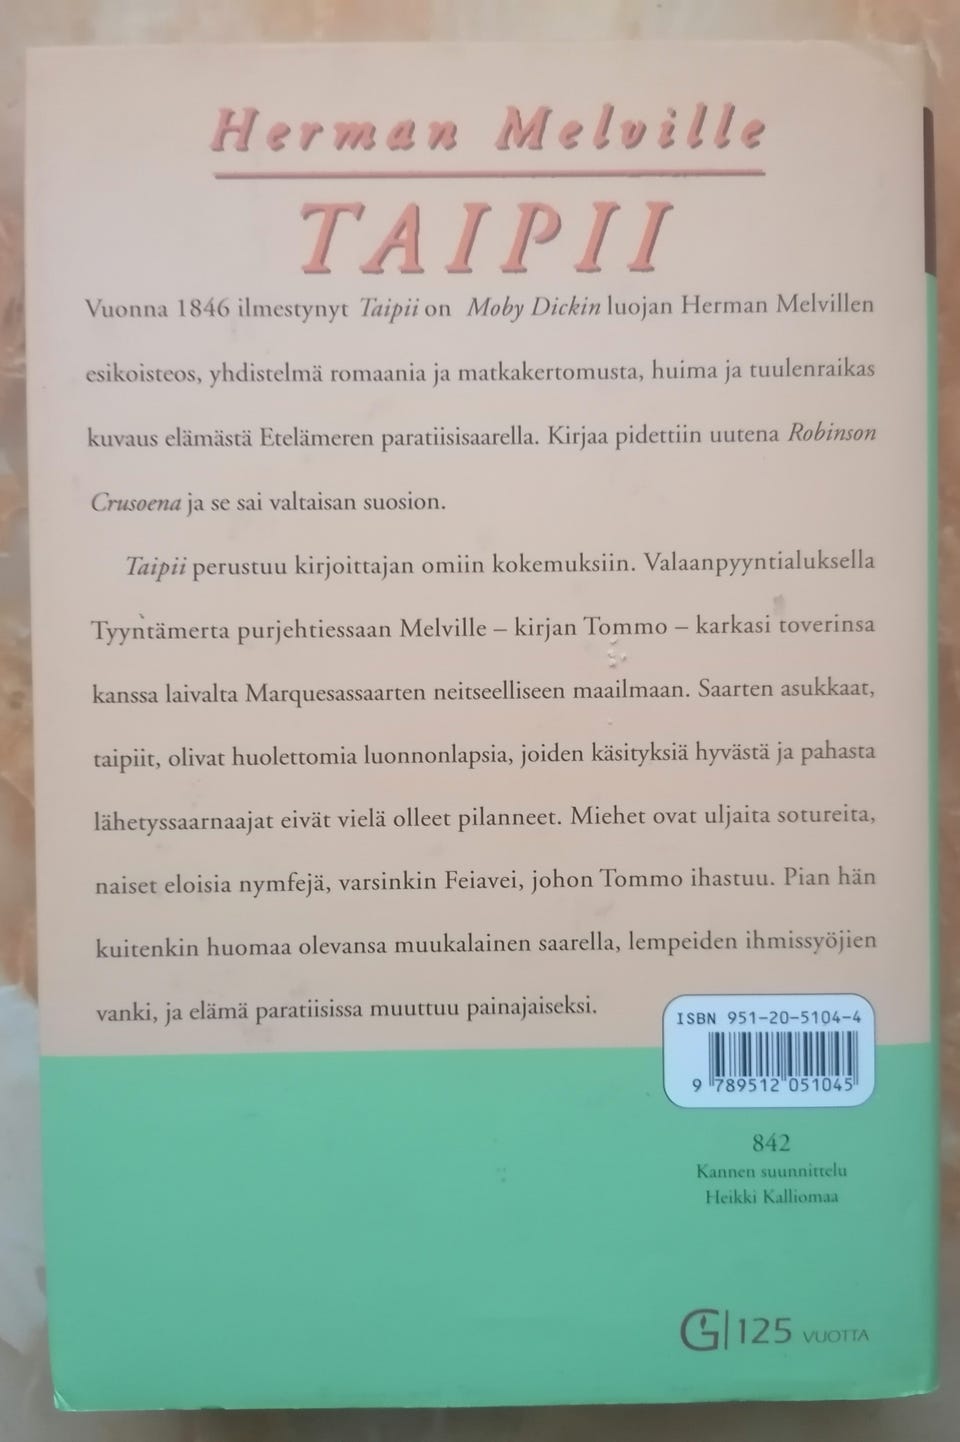 Herman Melville
TAIPII
Vuonna 1846 ilmestynyt Taipii on Moby Dickin luojan Herman Melvillen
esikoisteos, yhdistelmä romaania ja matkakertomusta, huima ja tuulenraikas
kuvaus elämästä Etelämeren paratiisisaarella. Kirjaa pidettiin uutena Robinson
Crusoena ja se sai valtaisan suosion.
Taipii perustuu kirjoittajan omiin kokemuksiin. Valaanpyyntialuksella
Tyyntämerta purjehtiessaan Melville – kirjan Tommo – karkasi toverinsa
kanssa laivalta Marquesassaarten neitseelliseen maailmaan. Saarten asukkaat,
taipiit, olivat huolettomia luonnonlapsia, joiden käsityksiä hyvästä ja pahasta
lähetyssaarnaajat eivät vielä olleet pilanneet. Miehet ovat uljaita sotureita,
naiset eloisia nymfejä, varsinkin Feiavei, johon Tommo ihastuu. Pian hän
kuitenkin huomaa olevansa muukalainen saarella, lempeiden ihmissyöjien
vanki, ja elämä paratiisissa muuttuu painajaiseksi.
ISBN 951-20-5104-4
9 789512 051045
842
Kannen suunnittelu
Heikki Kalliomaa
G 125 VUOTTA